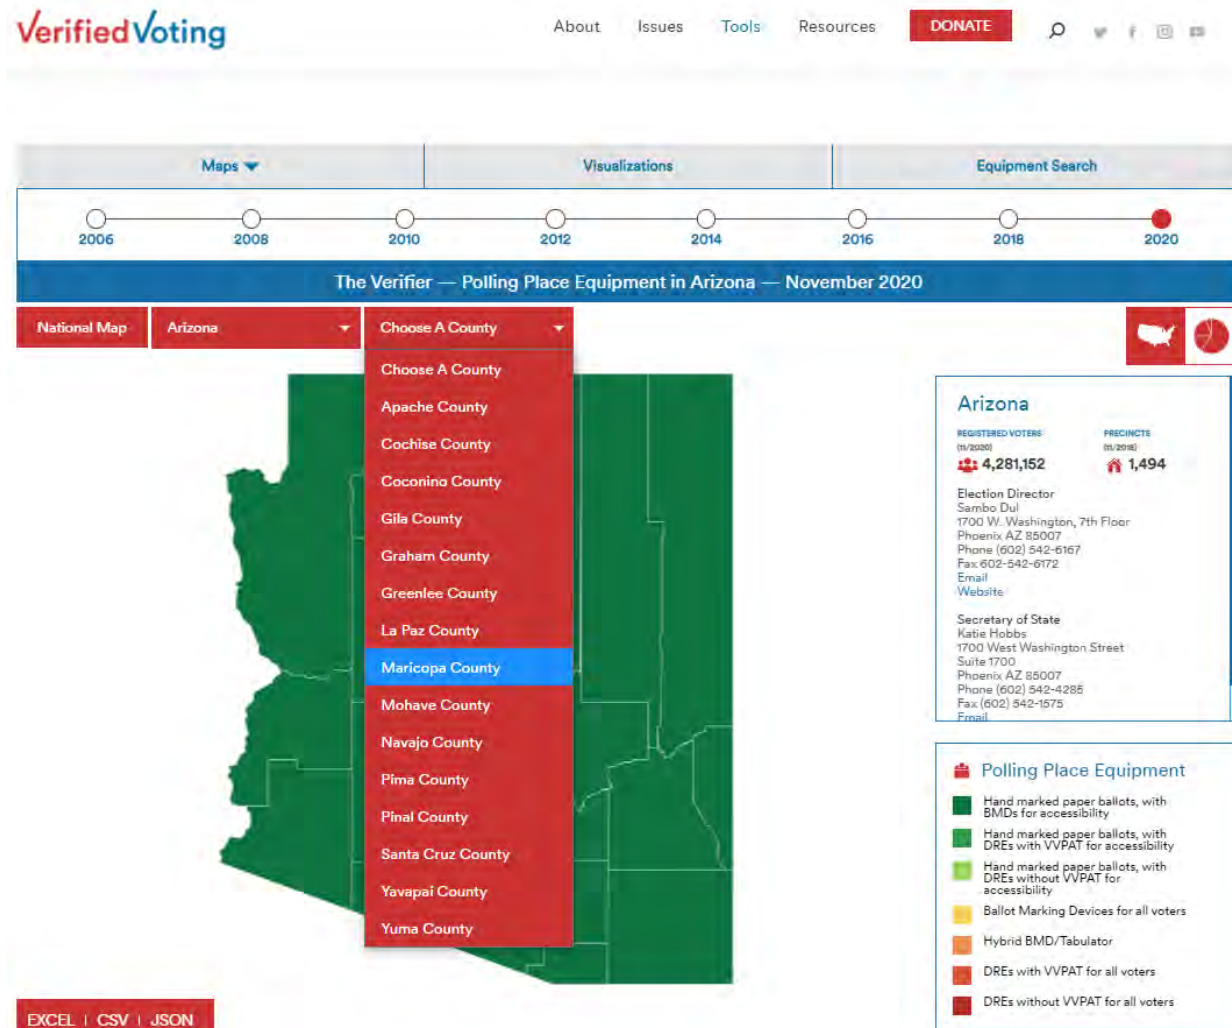 VerifiedVoting
About Issues Tools Resources DONATE
Maps Visualizations Equipment Search
2006 2008 2010 2012 2014 2016 2018 2020
The Verifier — Polling Place Equipment in Arizona — November 2020
National Map Arizona Choose A County
Choose A County
Apache County
Cochise County
Coconino County
Gila County
Graham County
Greenlee County
La Paz County
Maricopa County
Mohave County
Navajo County
Pima County
Pinal County
Santa Cruz County
Yavapai County
Yuma County
EXCEL | CSV | JSON
Arizona
REGISTERED VOTERS PRECINCTS
(11/2020) (11/2018)
4,281,152 1,494
Election Director
Sambo Dul
1700 W. Washington, 7th Floor
Phoenix AZ 85007
Phone (602) 542-6167
Fax 602-542-6172
Email
Website
Secretary of State
Katie Hobbs
1700 West Washington Street
Suite 1700
Phoenix AZ 85007
Phone (602) 542-4285
Fax (602) 542-1575
Email
Polling Place Equipment
Hand marked paper ballots, with
BMDs for accessibility
Hand marked paper ballots, with
DREs with VVPAT for accessibility
Hand marked paper ballots, with
DREs without VVPAT for
accessibility
Ballot Marking Devices for all voters
Hybrid BMD/Tabulator
DREs with VVPAT for all voters
DREs without VVPAT for all voters